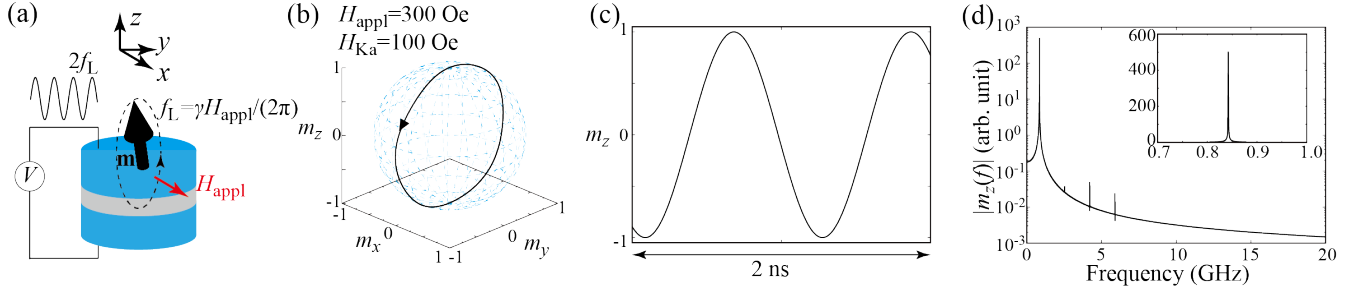 (a)
z
y
x
2f_L
f_L=γH_appl/(2π)
m
V
H_appl
(b)
H_appl=300 Oe
H_Ka=100 Oe
1
m_z 0
-1
-1
0
m_x
1
-1
0
m_y
1
(c)
1
m_z 0
-1
2 ns
(d)
|m_z(f)| (arb. unit)
10^3
10^2
10^1
10^0
10^-1
10^-2
10^-3
0 5 10 15 20
Frequency (GHz)
600
400
200
0
0.7 0.8 0.9 1.0